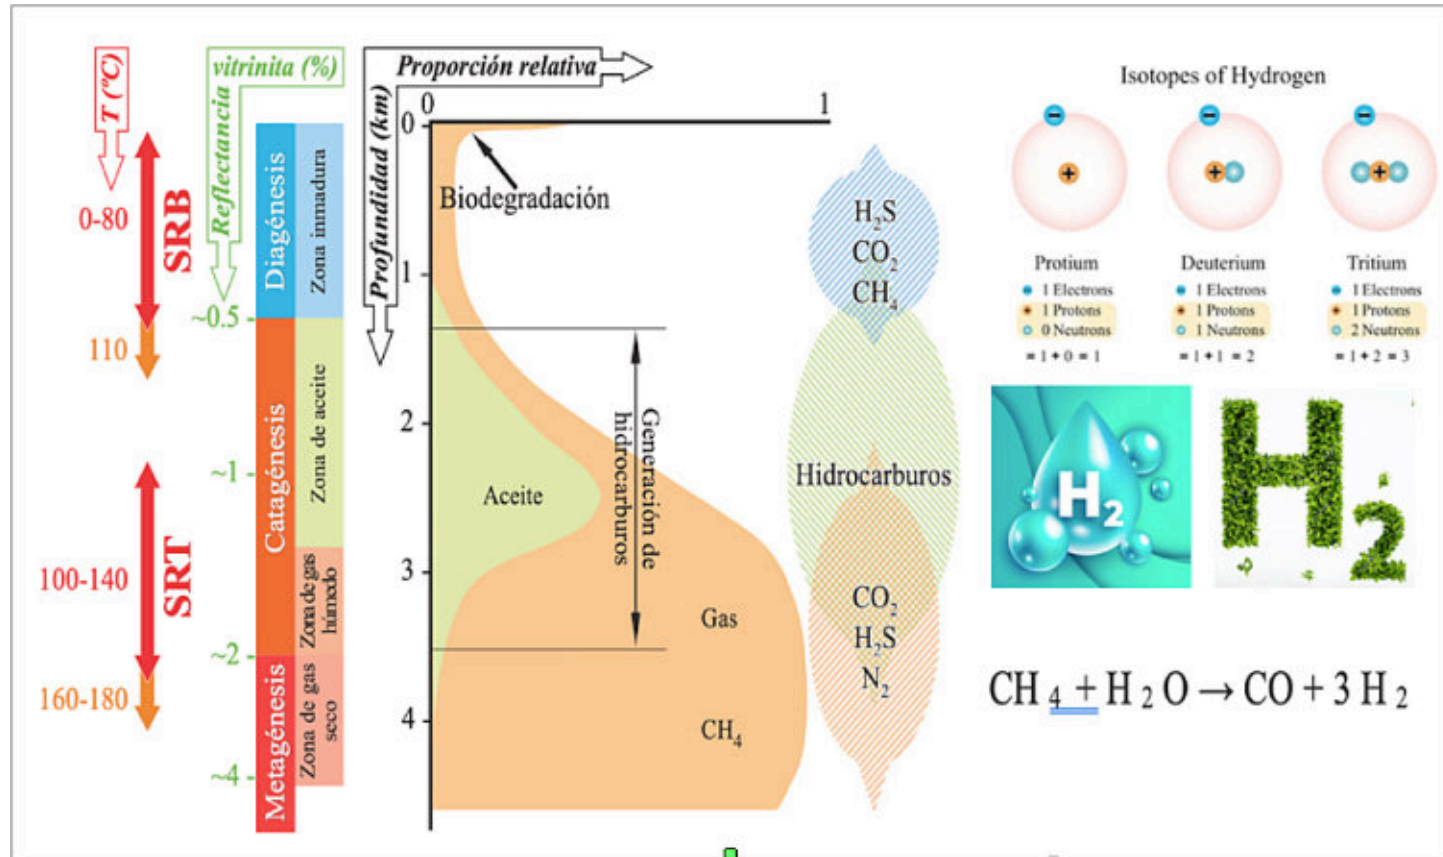 T (ºC)
0-80
110
100-140
160-180
SRB
SRT
vitrinita (%)
Reflectancia
~0.5
~1
~2
~4
Diagénesis
Catagénesis
Metagénesis
Zona inmadura
Zona de aceite
Zona de gas
húmodo
Zona de gas
seco
Proporción relativa
Profundidad (km)
0
1
0
1
2
3
4
Biodegradación
Aceite
Generación de
hidrocarburos
Gas
CH₄
H₂S
CO₂
CH₄
Hidrocarburos
CO₂
H₂S
N₂
Isotopes of Hydrogen
Protium
1 Electrons
1 Protons
0 Neutrons
= 1 + 0 = 1
Deuterium
1 Electrons
1 Protons
1 Neutrons
= 1 + 1 = 2
Tritium
1 Electrons
1 Protons
2 Neutrons
= 1 + 2 = 3
H₂
H₂
CH₄ + H₂O → CO + 3 H₂